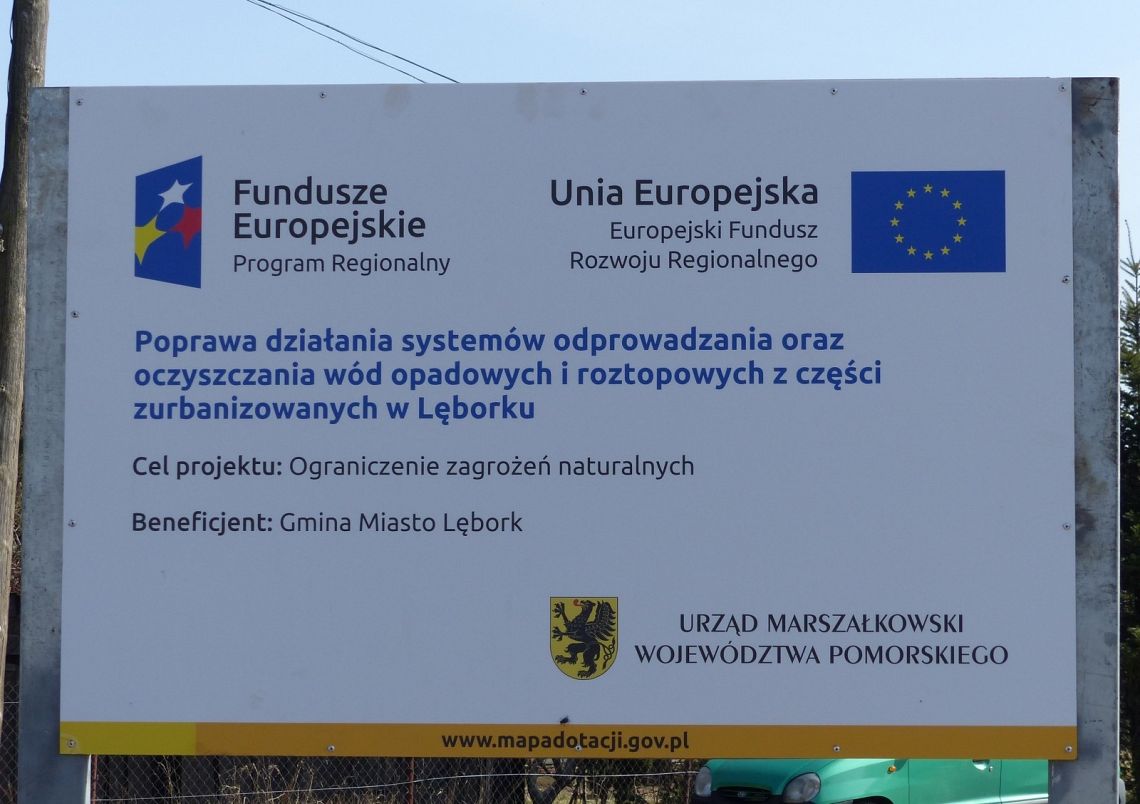 Fundusze
Europejskie
Program Regionalny
Unia Europejska
Europejski Fundusz
Rozwoju Regionalnego
Poprawa działania systemów odprowadzania oraz
oczyszczania wód opadowych i roztopowych z części
zurbanizowanych w Lęborku
Cel projektu: Ograniczenie zagrożeń naturalnych
Beneficjent: Gmina Miasto Lębork
URZĄD MARSZAŁKOWSKI
WOJEWÓDZTWA POMORSKIEGO
www.mapadotacji.gov.pl